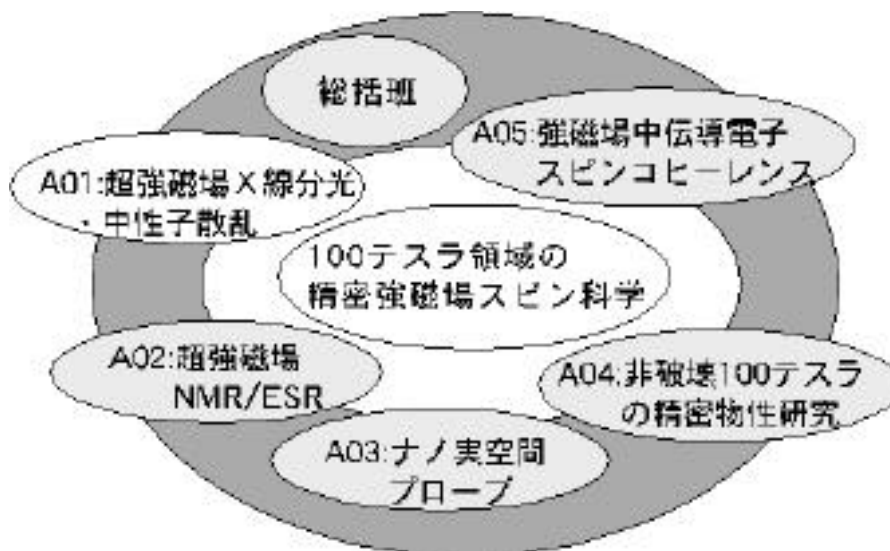 総括班
A05:強磁場中伝導電子
スピンコヒーレンス
A01:超強磁場X線分光
・中性子散乱
100テスラ領域の
精密強磁場スピン科学
A02:超強磁場
NMR/ESR
A04:非破壊100テスラ
の精密物性研究
A03:ナノ実空間
プローブ